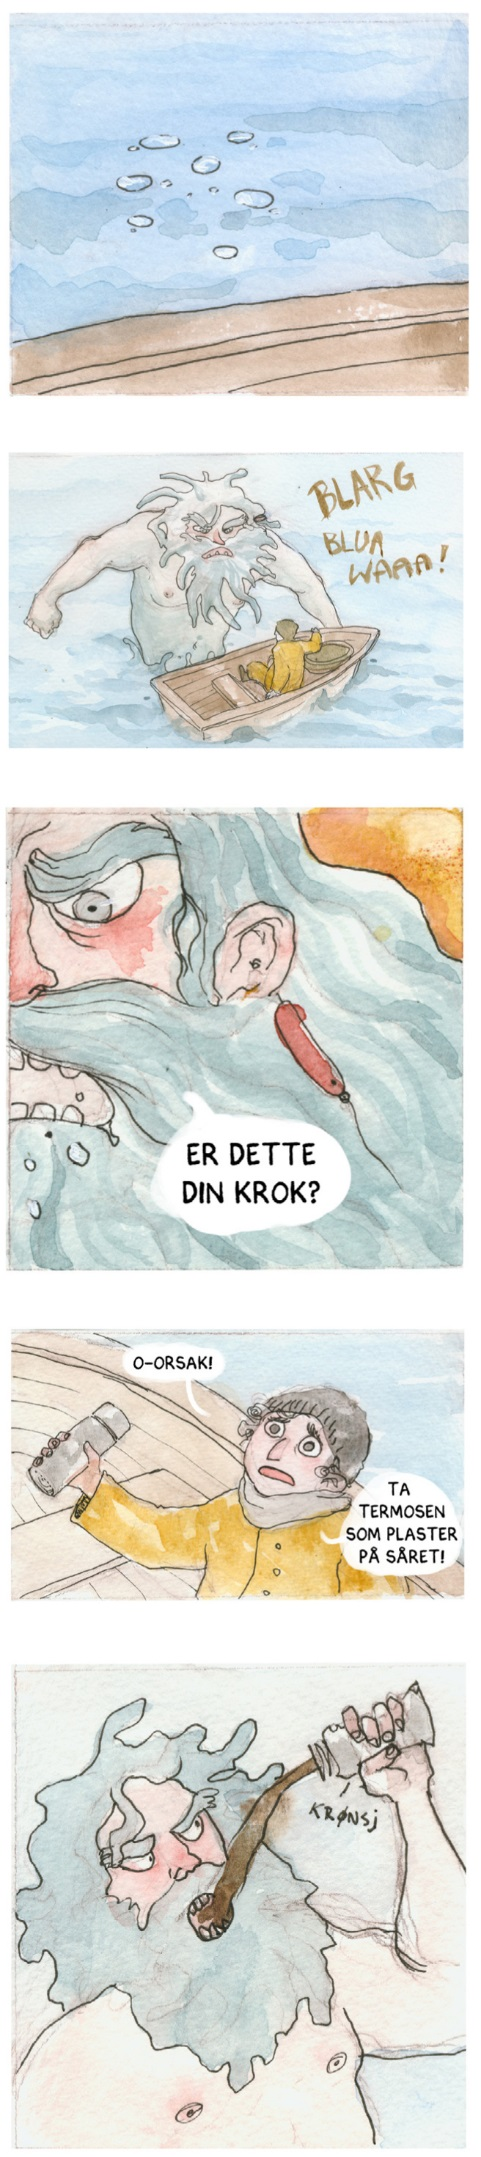 BLARG
BLUA
WAAA!
ER DETTE
DIN KROK?
O-ORSAK!
TA
TERMOSEN
SOM PLASTER
PÅ SÅRET!
KRØNSJ